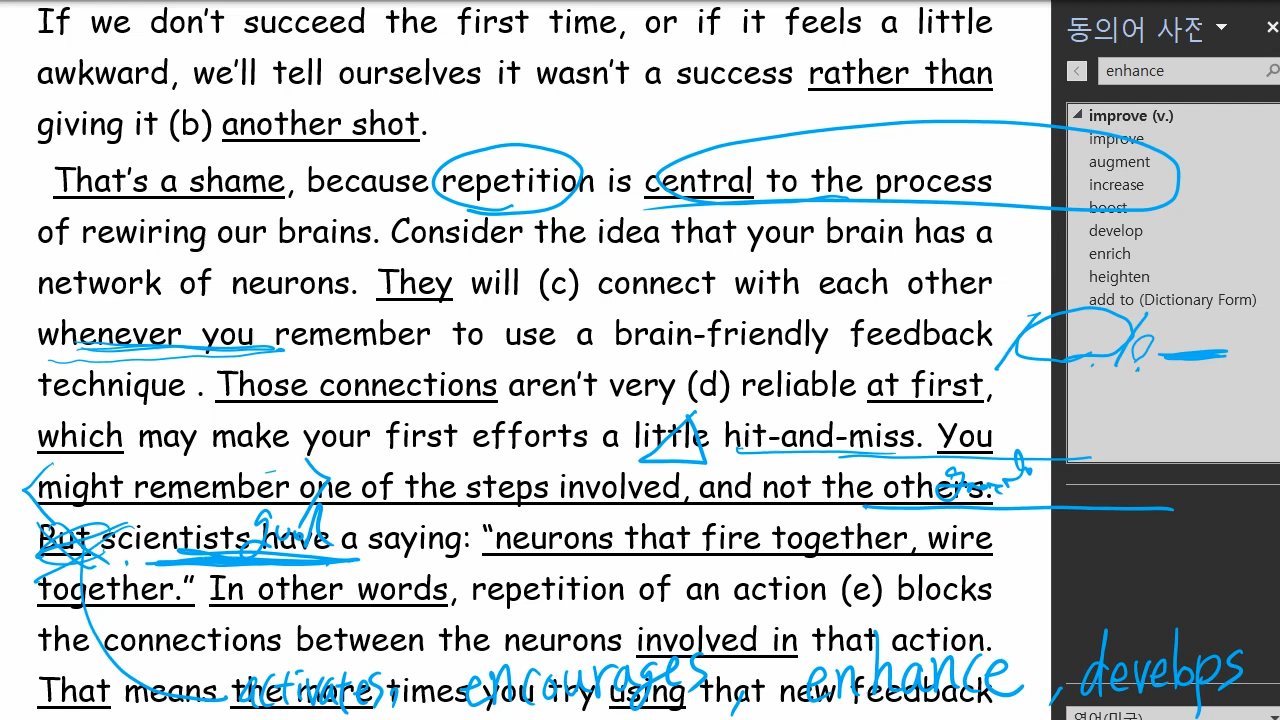 If we don't succeed the first time, or if it feels a little
awkward, we'll tell ourselves it wasn't a success rather than
giving it (b) another shot.
That's a shame, because repetition is central to the process
of rewiring our brains. Consider the idea that your brain has a
network of neurons. They will (c) connect with each other
whenever you remember to use a brain-friendly feedback
technique . Those connections aren't very (d) reliable at first,
which may make your first efforts a little hit-and-miss. You
might remember one of the steps involved, and not the others.
But scientists have a saying: “neurons that fire together, wire
together.” In other words, repetition of an action (e) blocks
the connections between the neurons involved in that action.
That means the more times you try using that new feedback
activates, encourages, enhance, develops
동의어 사전
enhance
improve (v.)
improve
augment
increase
boost
develop
enrich
heighten
add to (Dictionary Form)
영어(미국)